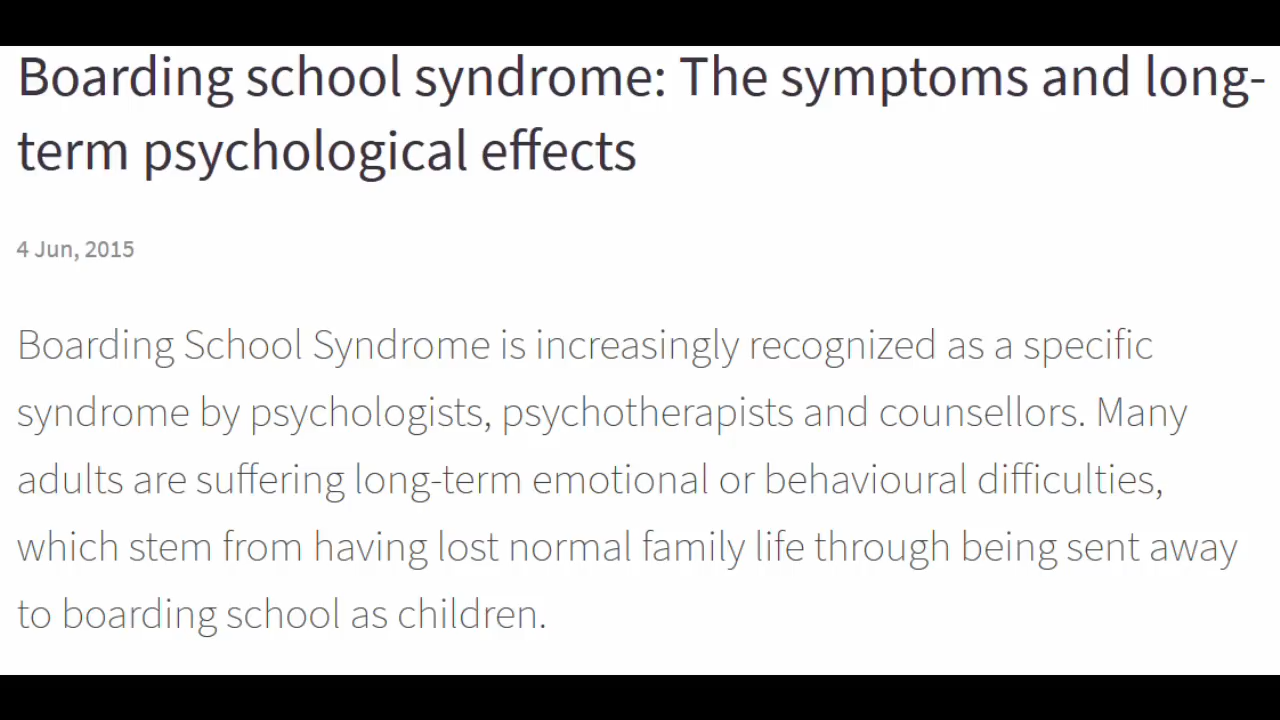 Boarding school syndrome: The symptoms and long-
term psychological effects
4 Jun, 2015
Boarding School Syndrome is increasingly recognized as a specific
syndrome by psychologists, psychotherapists and counsellors. Many
adults are suffering long-term emotional or behavioural difficulties,
which stem from having lost normal family life through being sent away
to boarding school as children.